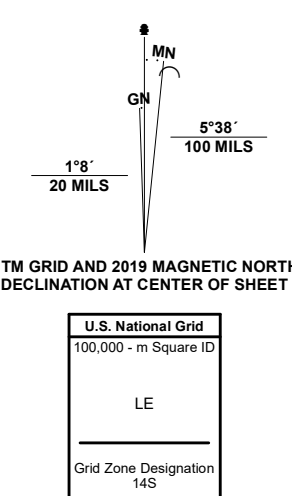 MN
GN
5°38´
100 MILS
1°8´
20 MILS
TM GRID AND 2019 MAGNETIC NORTH
DECLINATION AT CENTER OF SHEET
U.S. National Grid
100,000 - m Square ID
LE
Grid Zone Designation
14S